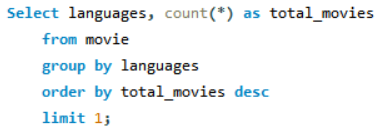 Select languages, count(*) as total_movies
from movie
group by languages
order by total_movies desc
limit 1;